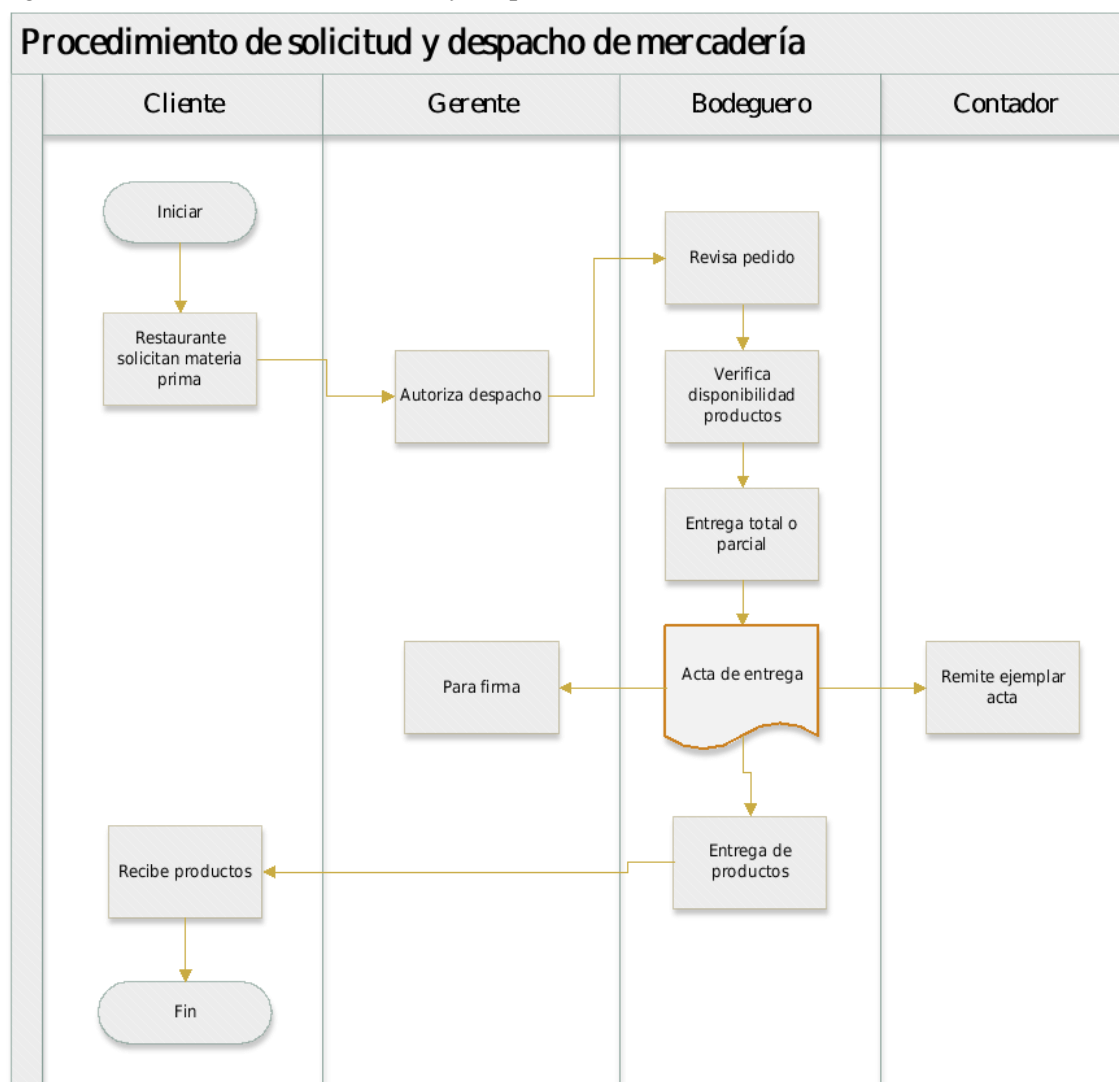 Procedimiento de solicitud y despacho de mercadería
Cliente
Gerente
Bodeguero
Contador
Iniciar
Revisa pedido
Restaurante
solicitan materia
prima
Autoriza despacho
Verifica
disponibilidad
productos
Entrega total o
parcial
Para firma
Acta de entrega
Remite ejemplar
acta
Entrega de
productos
Recibe productos
Fin